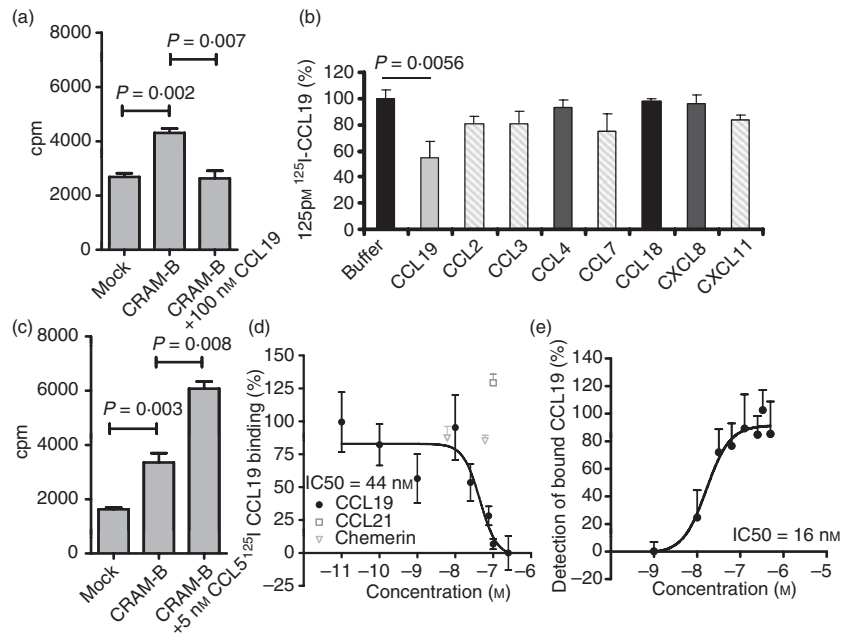 (a)
8000
6000
4000
2000
0
cpm
P = 0·002
P = 0·007
Mock
CRAM-B
CRAM-B
+100 nM CCL19
(b)
P = 0·0056
120
100
80
60
40
20
0
125pM ¹²⁵I-CCL19 (%)
Buffer
CCL19
CCL2
CCL3
CCL4
CCL7
CCL18
CXCL8
CXCL11
(c)
8000
6000
4000
2000
0
cpm
P = 0·003
P = 0·008
Mock
CRAM-B
CRAM-B
+5 nM CCL5
(d)
150
125
100
75
50
25
0
–25
¹²⁵I CCL19 binding (%)
IC50 = 44 nM
CCL19
CCL21
Chemerin
–11 –10 –9 –8 –7 –6
Concentration (M)
(e)
140
120
100
80
60
40
20
0
–20
Detection of bound CCL19 (%)
IC50 = 16 nM
–10 –9 –8 –7 –6 –5
Concentration (M)